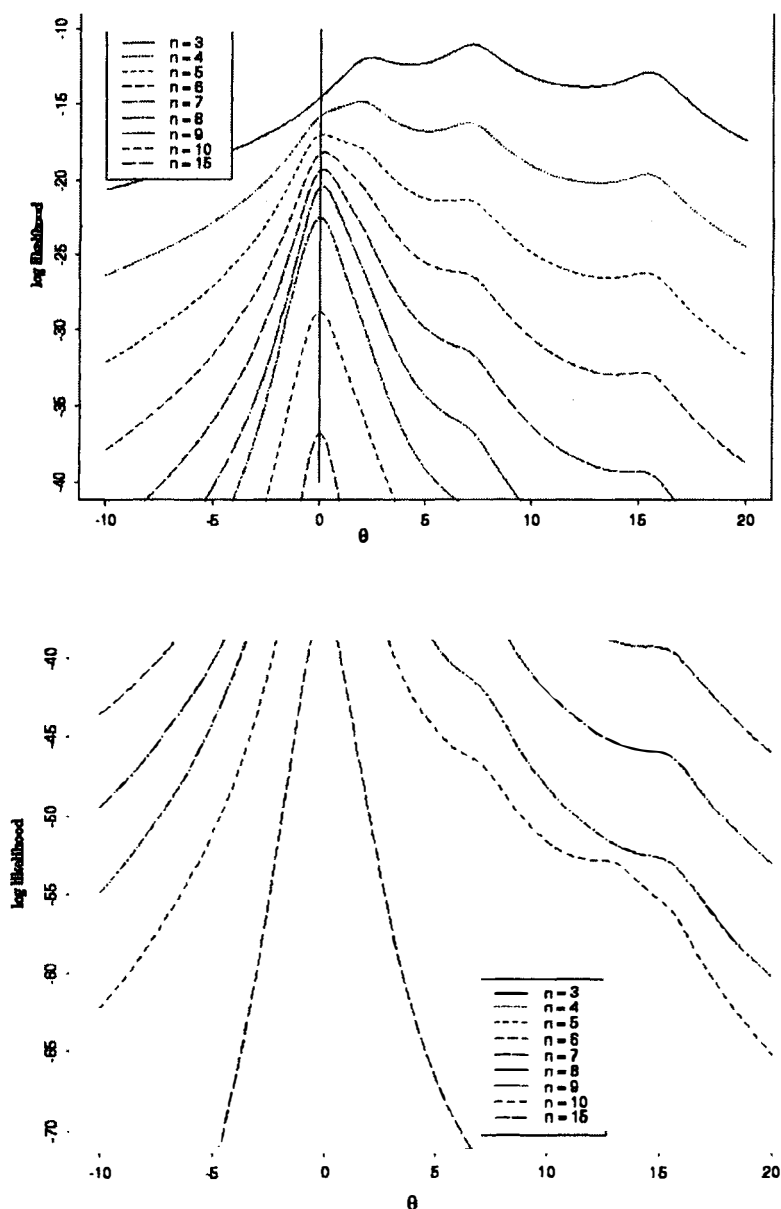 -10
-15
-20
-25
-30
-35
-40
log likelihood
n = 3
n = 4
n = 5
n = 6
n = 7
n = 8
n = 9
n = 10
n = 15
-10 -5 0 5 10 15 20
θ
-40
-45
-50
-55
-60
-65
-70
log likelihood
n = 3
n = 4
n = 5
n = 6
n = 7
n = 8
n = 9
n = 10
n = 15
-10 -5 0 5 10 15 20
θ